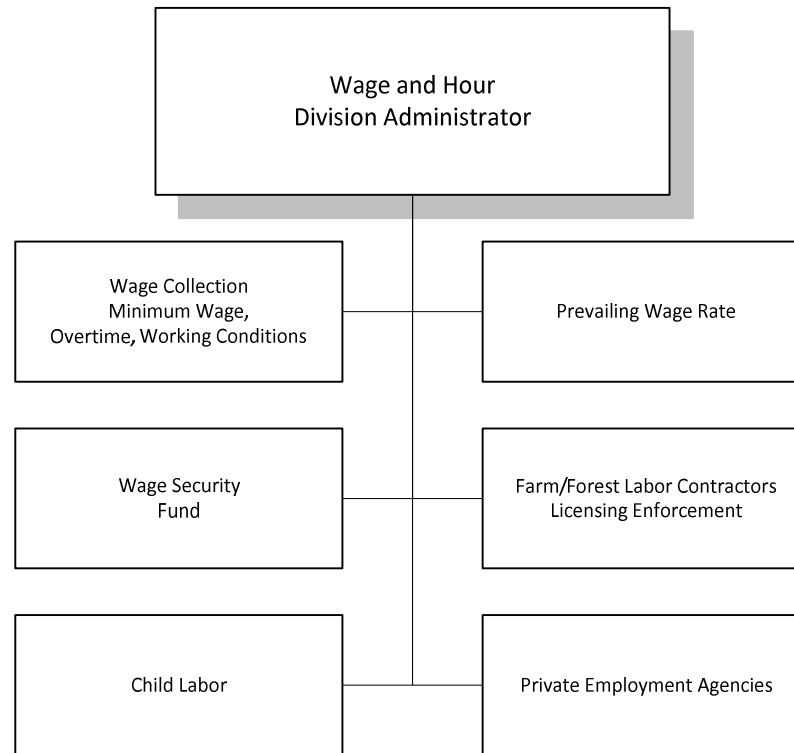 Wage and Hour
Division Administrator
Wage Collection
Minimum Wage,
Overtime, Working Conditions
Prevailing Wage Rate
Wage Security
Fund
Farm/Forest Labor Contractors
Licensing Enforcement
Child Labor
Private Employment Agencies